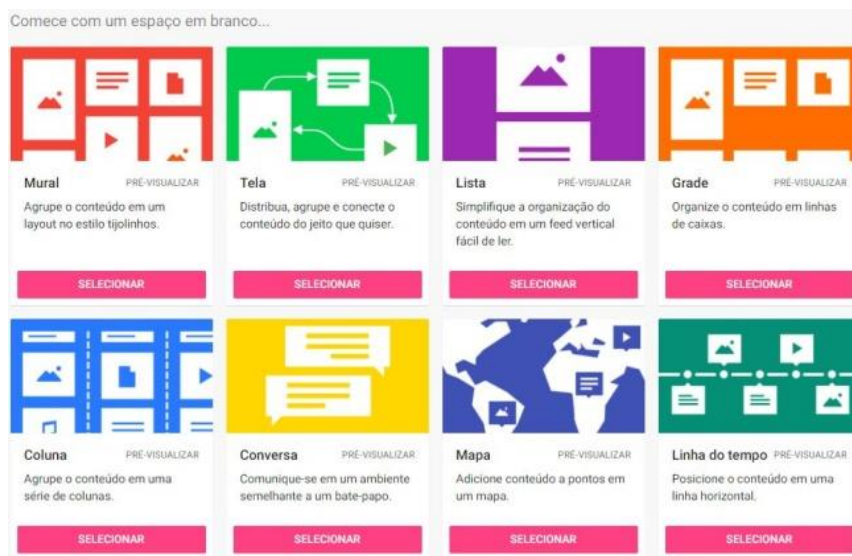 Comece com um espaço em branco...
Mural PRÉ-VISUALIZAR
Agrupe o conteúdo em um
layout no estilo tijolinhos.
SELECIONAR
Tela PRÉ-VISUALIZAR
Distribua, agrupe e conecte o
conteúdo do jeito que quiser.
SELECIONAR
Lista PRÉ-VISUALIZAR
Simplifique a organização do
conteúdo em um feed vertical
fácil de ler.
SELECIONAR
Grade PRÉ-VISUALIZAR
Organize o conteúdo em linhas
de caixas.
SELECIONAR
Coluna PRÉ-VISUALIZAR
Agrupe o conteúdo em uma
série de colunas.
SELECIONAR
Conversa PRÉ-VISUALIZAR
Comunique-se em um ambiente
semelhante a um bate-papo.
SELECIONAR
Mapa PRÉ-VISUALIZAR
Adicione conteúdo a pontos em
um mapa.
SELECIONAR
Linha do tempo PRÉ-VISUALIZAR
Posicione o conteúdo em uma
linha horizontal.
SELECIONAR